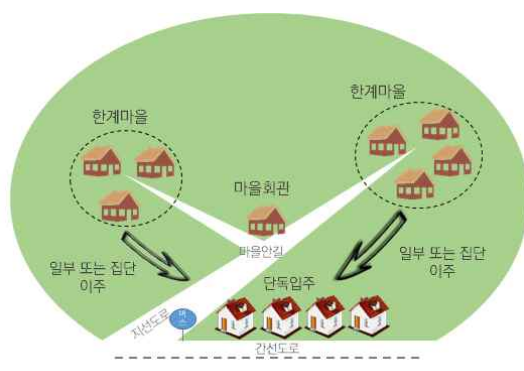 한계마을
한계마을
마을회관
마을안길
일부 또는 집단
이주
일부 또는 집단
이주
단독입주
지선도로
버스
간선도로